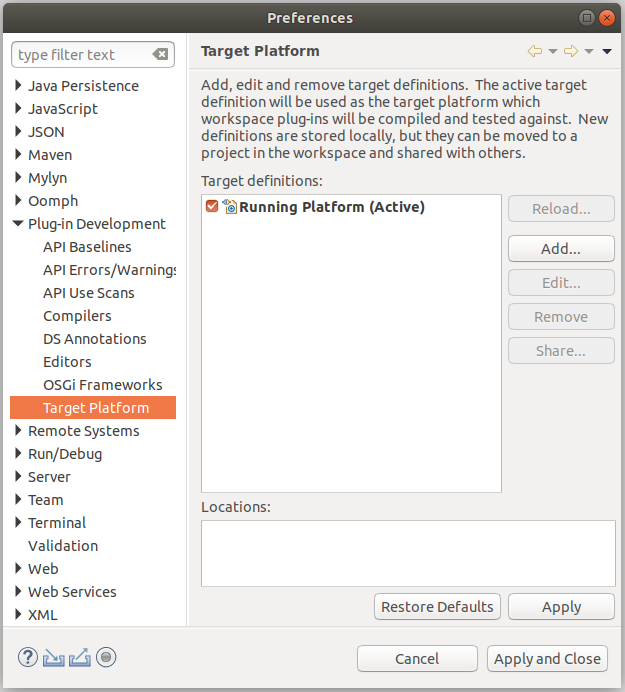 Preferences
type filter text
Java Persistence
JavaScript
JSON
Maven
Mylyn
Oomph
Plug-in Development
API Baselines
API Errors/Warnings
API Use Scans
Compilers
DS Annotations
Editors
OSGi Frameworks
Target Platform
Remote Systems
Run/Debug
Server
Team
Terminal
Validation
Web
Web Services
XML
Target Platform
Add, edit and remove target definitions.  The active target
definition will be used as the target platform which
workspace plug-ins will be compiled and tested against.  New
definitions are stored locally, but they can be moved to a
project in the workspace and shared with others.
Target definitions:
Running Platform (Active)
Reload...
Add...
Edit...
Remove
Share...
Locations:
Restore Defaults
Apply
?
Cancel
Apply and Close